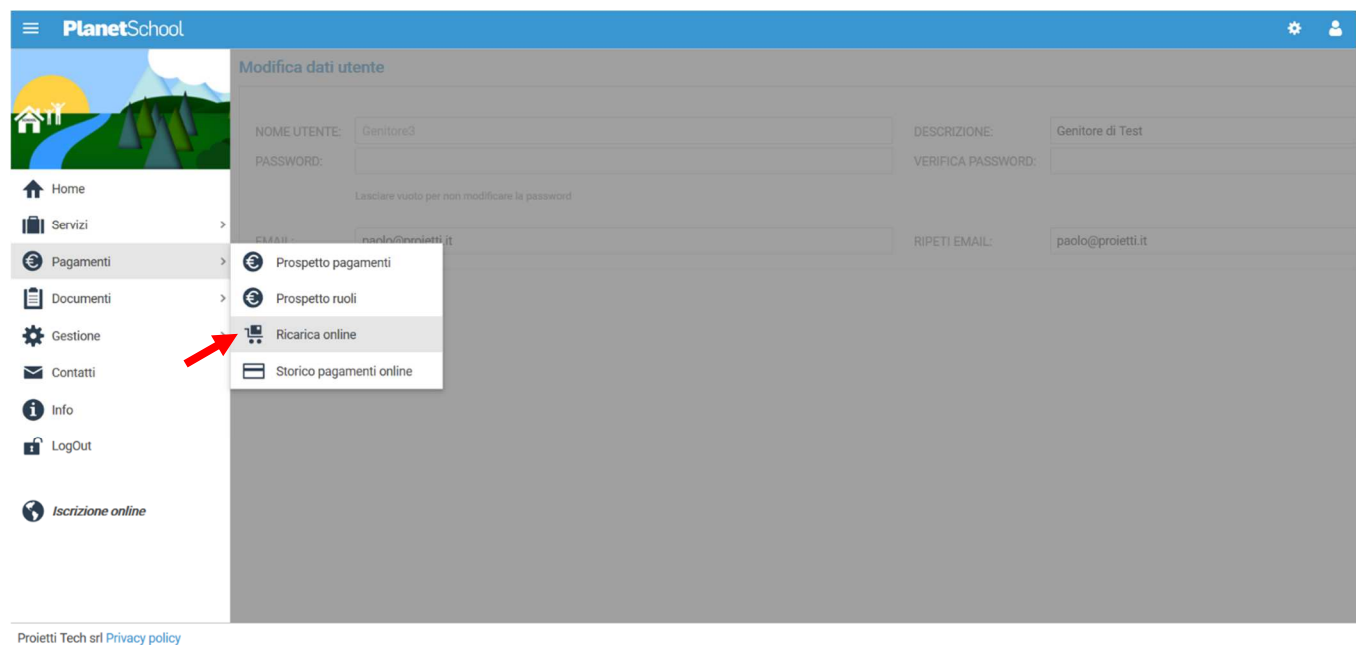 PlanetSchool
Modifica dati utente
NOME UTENTE: Genitore3 DESCRIZIONE: Genitore di Test
PASSWORD: VERIFICA PASSWORD:
Lasciare vuoto per non modificare la password
EMAIL: paolo@proietti.it RIPETI EMAIL: paolo@proietti.it
Home
Servizi
Pagamenti
Documenti
Gestione
Contatti
Info
LogOut
Iscrizione online
Prospetto pagamenti
Prospetto ruoli
Ricarica online
Storico pagamenti online
Proietti Tech srl Privacy policy